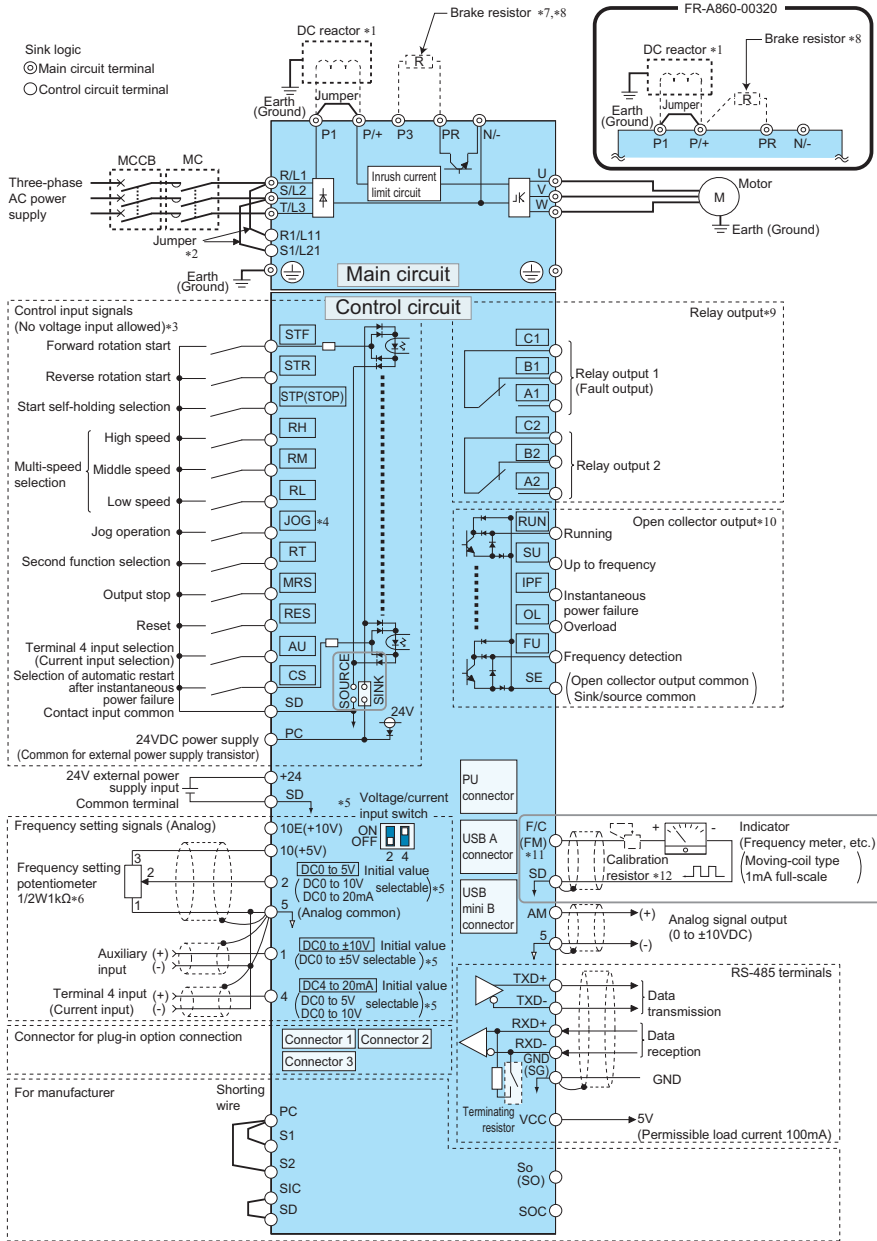 FR-A860-00320
Brake resistor *7,*8
DC reactor *1
R
Earth
(Ground)
Jumper
P1
P/+
P3
PR
N/-
DC reactor *1
Brake resistor *8
R
Earth
(Ground)
Jumper
P1
P/+
PR
N/-
Sink logic
Main circuit terminal
Control circuit terminal
MCCB
MC
Three-phase
AC power
supply
R/L1
S/L2
T/L3
R1/L11
S1/L21
Jumper
*2
Earth
(Ground)
Inrush current
limit circuit
U
V
W
Motor
M
Earth (Ground)
Main circuit
Control circuit
Control input signals
(No voltage input allowed)*3
Forward rotation start
STF
Reverse rotation start
STR
Start self-holding selection
STP(STOP)
Multi-speed
selection
High speed
RH
Middle speed
RM
Low speed
RL
Jog operation
JOG *4
Second function selection
RT
Output stop
MRS
Reset
RES
Terminal 4 input selection
(Current input selection)
AU
Selection of automatic restart
after instantaneous
power failure
CS
Contact input common
SD
SOURCE
SINK
24V
24VDC power supply
(Common for external power supply transistor)
PC
24V external power
supply input
+24
Common terminal
SD
Relay output*9
C1
B1
A1
Relay output 1
(Fault output)
C2
B2
A2
Relay output 2
Open collector output*10
RUN
Running
SU
Up to frequency
IPF
Instantaneous
power failure
OL
Overload
FU
Frequency detection
SE
(Open collector output common
Sink/source common)
*5
Voltage/current
input switch
ON
OFF
2 4
Frequency setting signals (Analog)
10E(+10V)
10(+5V)
Frequency setting
potentiometer
1/2W1kΩ*6
3
2
1
2
DC0 to 5V Initial value
(DC0 to 10V
DC0 to 20mA selectable)*5
5
(Analog common)
Auxiliary
input
(+)
(-)
1
DC0 to ±10V Initial value
(DC0 to ±5V selectable)*5
Terminal 4 input
(Current input)
(+)
(-)
4
DC4 to 20mA Initial value
(DC0 to 5V
DC0 to 10V selectable)*5
PU
connector
USB A
connector
USB
mini B
connector
F/C
(FM)
*11
SD
+
-
Calibration
resistor *12
Indicator
(Frequency meter, etc.)
(Moving-coil type
1mA full-scale)
AM
(+)
5
(-)
Analog signal output
(0 to ±10VDC)
RS-485 terminals
TXD+
TXD-
Data
transmission
RXD+
RXD-
Data
reception
GND
(SG)
GND
Terminating
resistor
VCC
5V
(Permissible load current 100mA)
Connector for plug-in option connection
Connector 1
Connector 2
Connector 3
For manufacturer
Shorting
wire
PC
S1
S2
SIC
SD
So
(SO)
SOC